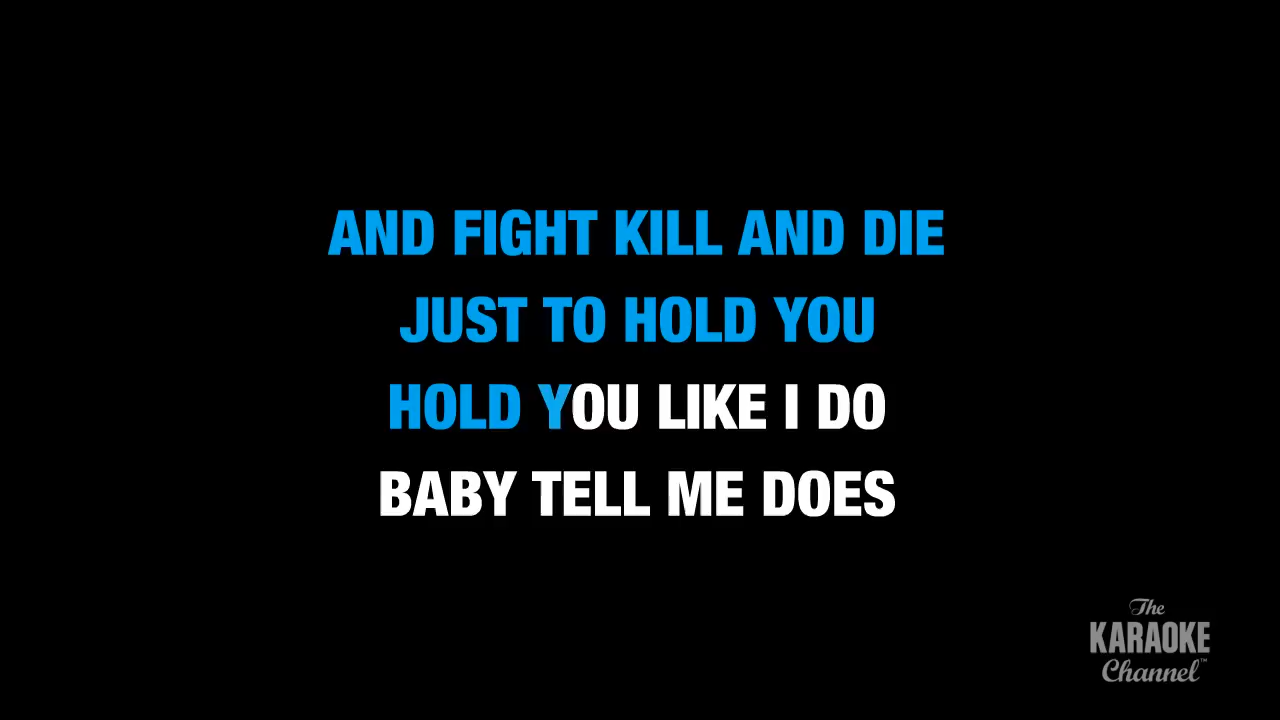 AND FIGHT KILL AND DIE
JUST TO HOLD YOU
HOLD YOU LIKE I DO
BABY TELL ME DOES
The
KARAOKE
Channel™